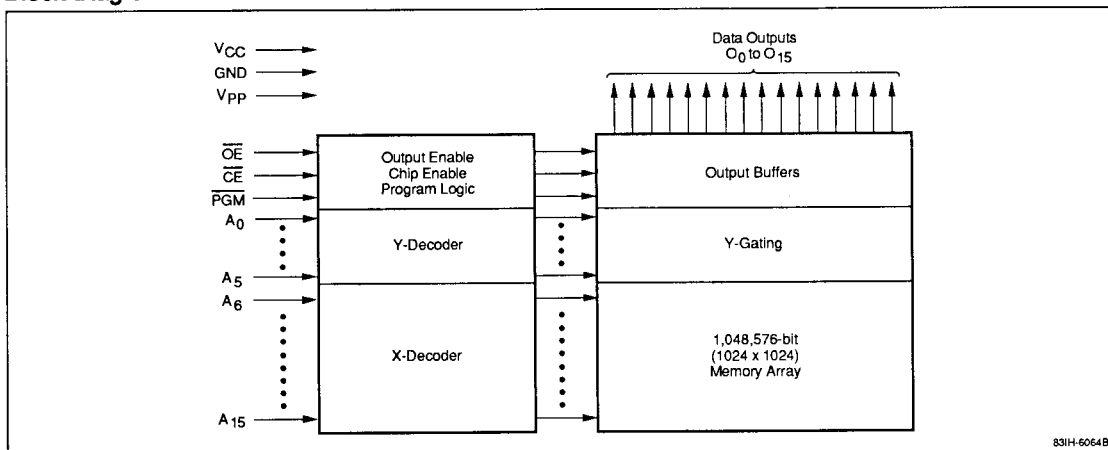 VCC
GND
VPP
Data Outputs
O0 to O15
OE
CE
PGM
A0
A5
A6
A15
Output Enable
Chip Enable
Program Logic
Y-Decoder
X-Decoder
Output Buffers
Y-Gating
1,048,576-bit
(1024 x 1024)
Memory Array
83IH-6064B